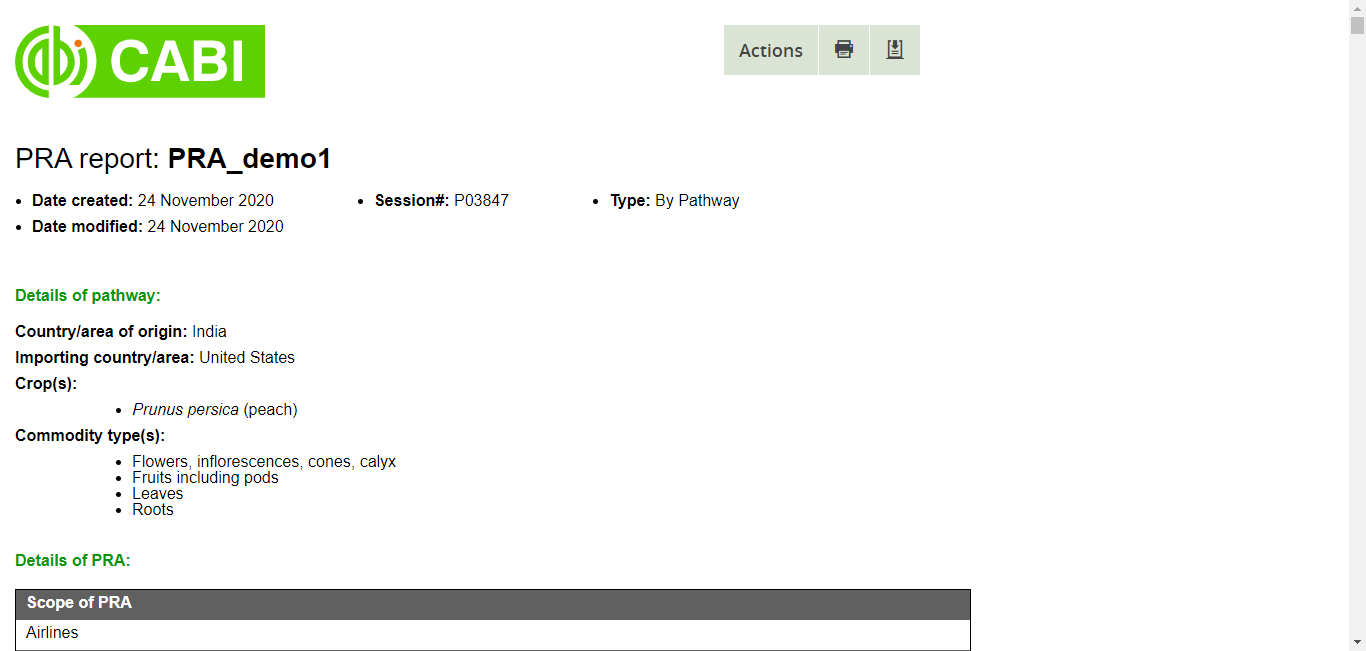 CABI
Actions
PRA report: PRA_demo1
Date created: 24 November 2020
Session#: P03847
Type: By Pathway
Date modified: 24 November 2020
Details of pathway:
Country/area of origin: India
Importing country/area: United States
Crop(s):
Prunus persica (peach)
Commodity type(s):
Flowers, inflorescences, cones, calyx
Fruits including pods
Leaves
Roots
Details of PRA:
Scope of PRA
Airlines